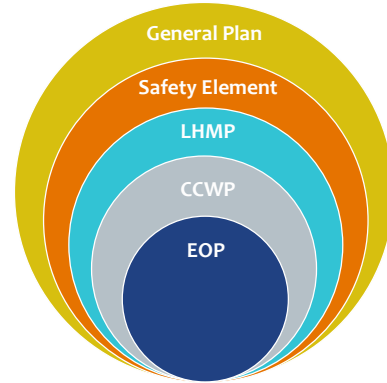 General Plan
Safety Element
LHMP
CCWP
EOP